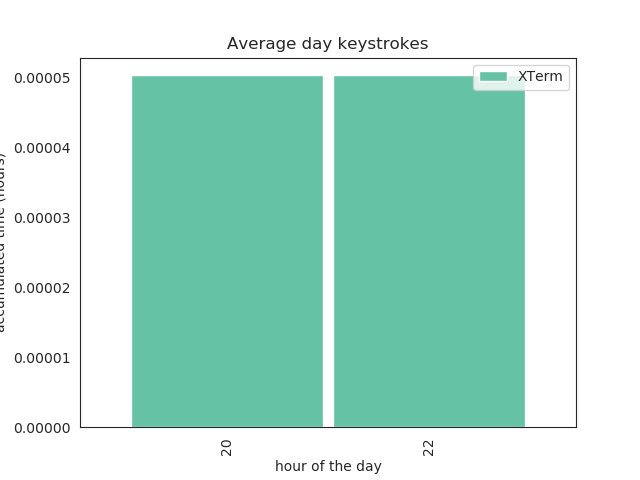 Average day keystrokes
XTerm
0.00005
0.00004
0.00003
0.00002
0.00001
0.00000
accumulated time (hours)
20
22
hour of the day